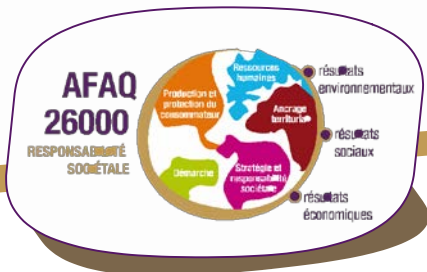 AFAQ
26000
RESPONSABILITÉ
SOCIÉTALE
Ressources
humaines
Production et
protection du
consommateur
Ancrage
territorial
Démarche
Stratégie et
responsabilité
sociétale
résultats
environnementaux
résultats
sociaux
résultats
économiques